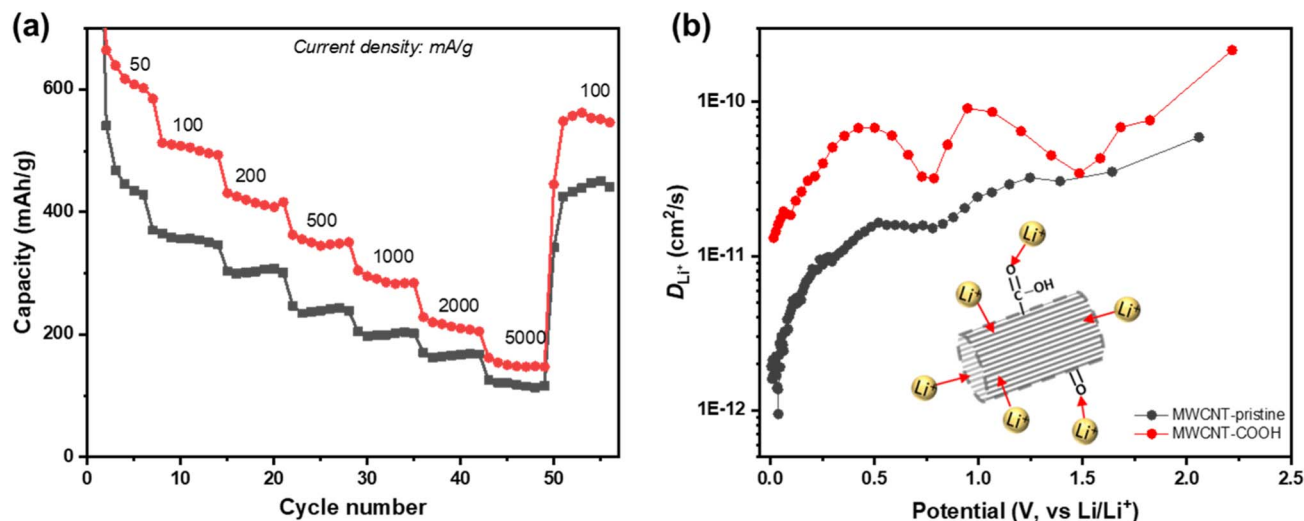 (a)
Current density: mA/g
50
100
200
500
1000
2000
5000
100
Capacity (mAh/g)
600
400
200
0
0
10
20
30
40
50
Cycle number
(b)
1E-10
1E-11
1E-12
D_Li⁺ (cm²/s)
Li⁺
O
C
OH
Li⁺
Li⁺
Li⁺
O
Li⁺
Li⁺
MWCNT-pristine
MWCNT-COOH
0.0
0.5
1.0
1.5
2.0
2.5
Potential (V, vs Li/Li⁺)